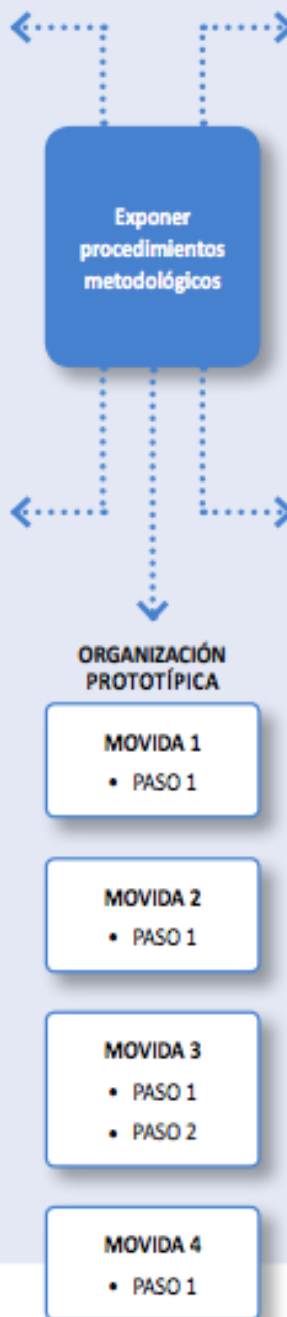 Exponer
procedimientos
metodológicos
ORGANIZACIÓN
PROTOTÍPICA
MOVIDA 1
• PASO 1
MOVIDA 2
• PASO 1
MOVIDA 3
• PASO 1
• PASO 2
MOVIDA 4
• PASO 1